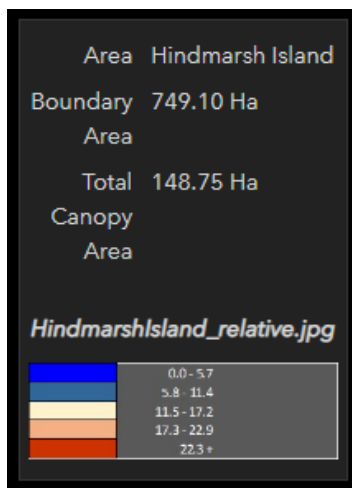 Area Hindmarsh Island
Boundary 749.10 Ha
Area
Total 148.75 Ha
Canopy
Area
HindmarshIsland_relative.jpg
0.0 - 5.7
5.8 - 11.4
11.5 - 17.2
17.3 - 22.9
22.3 +